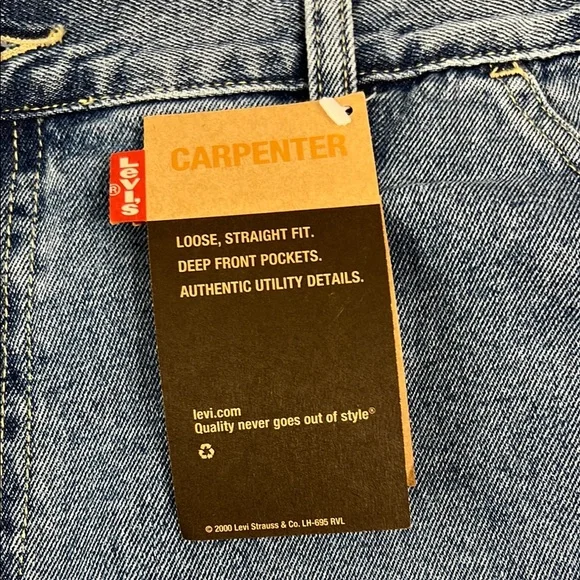 CARPENTER
LEVI'S
®
LOOSE, STRAIGHT FIT.
DEEP FRONT POCKETS.
AUTHENTIC UTILITY DETAILS.
levi.com
Quality never goes out of style®
© 2000 Levi Strauss & Co. LH-695 RVL